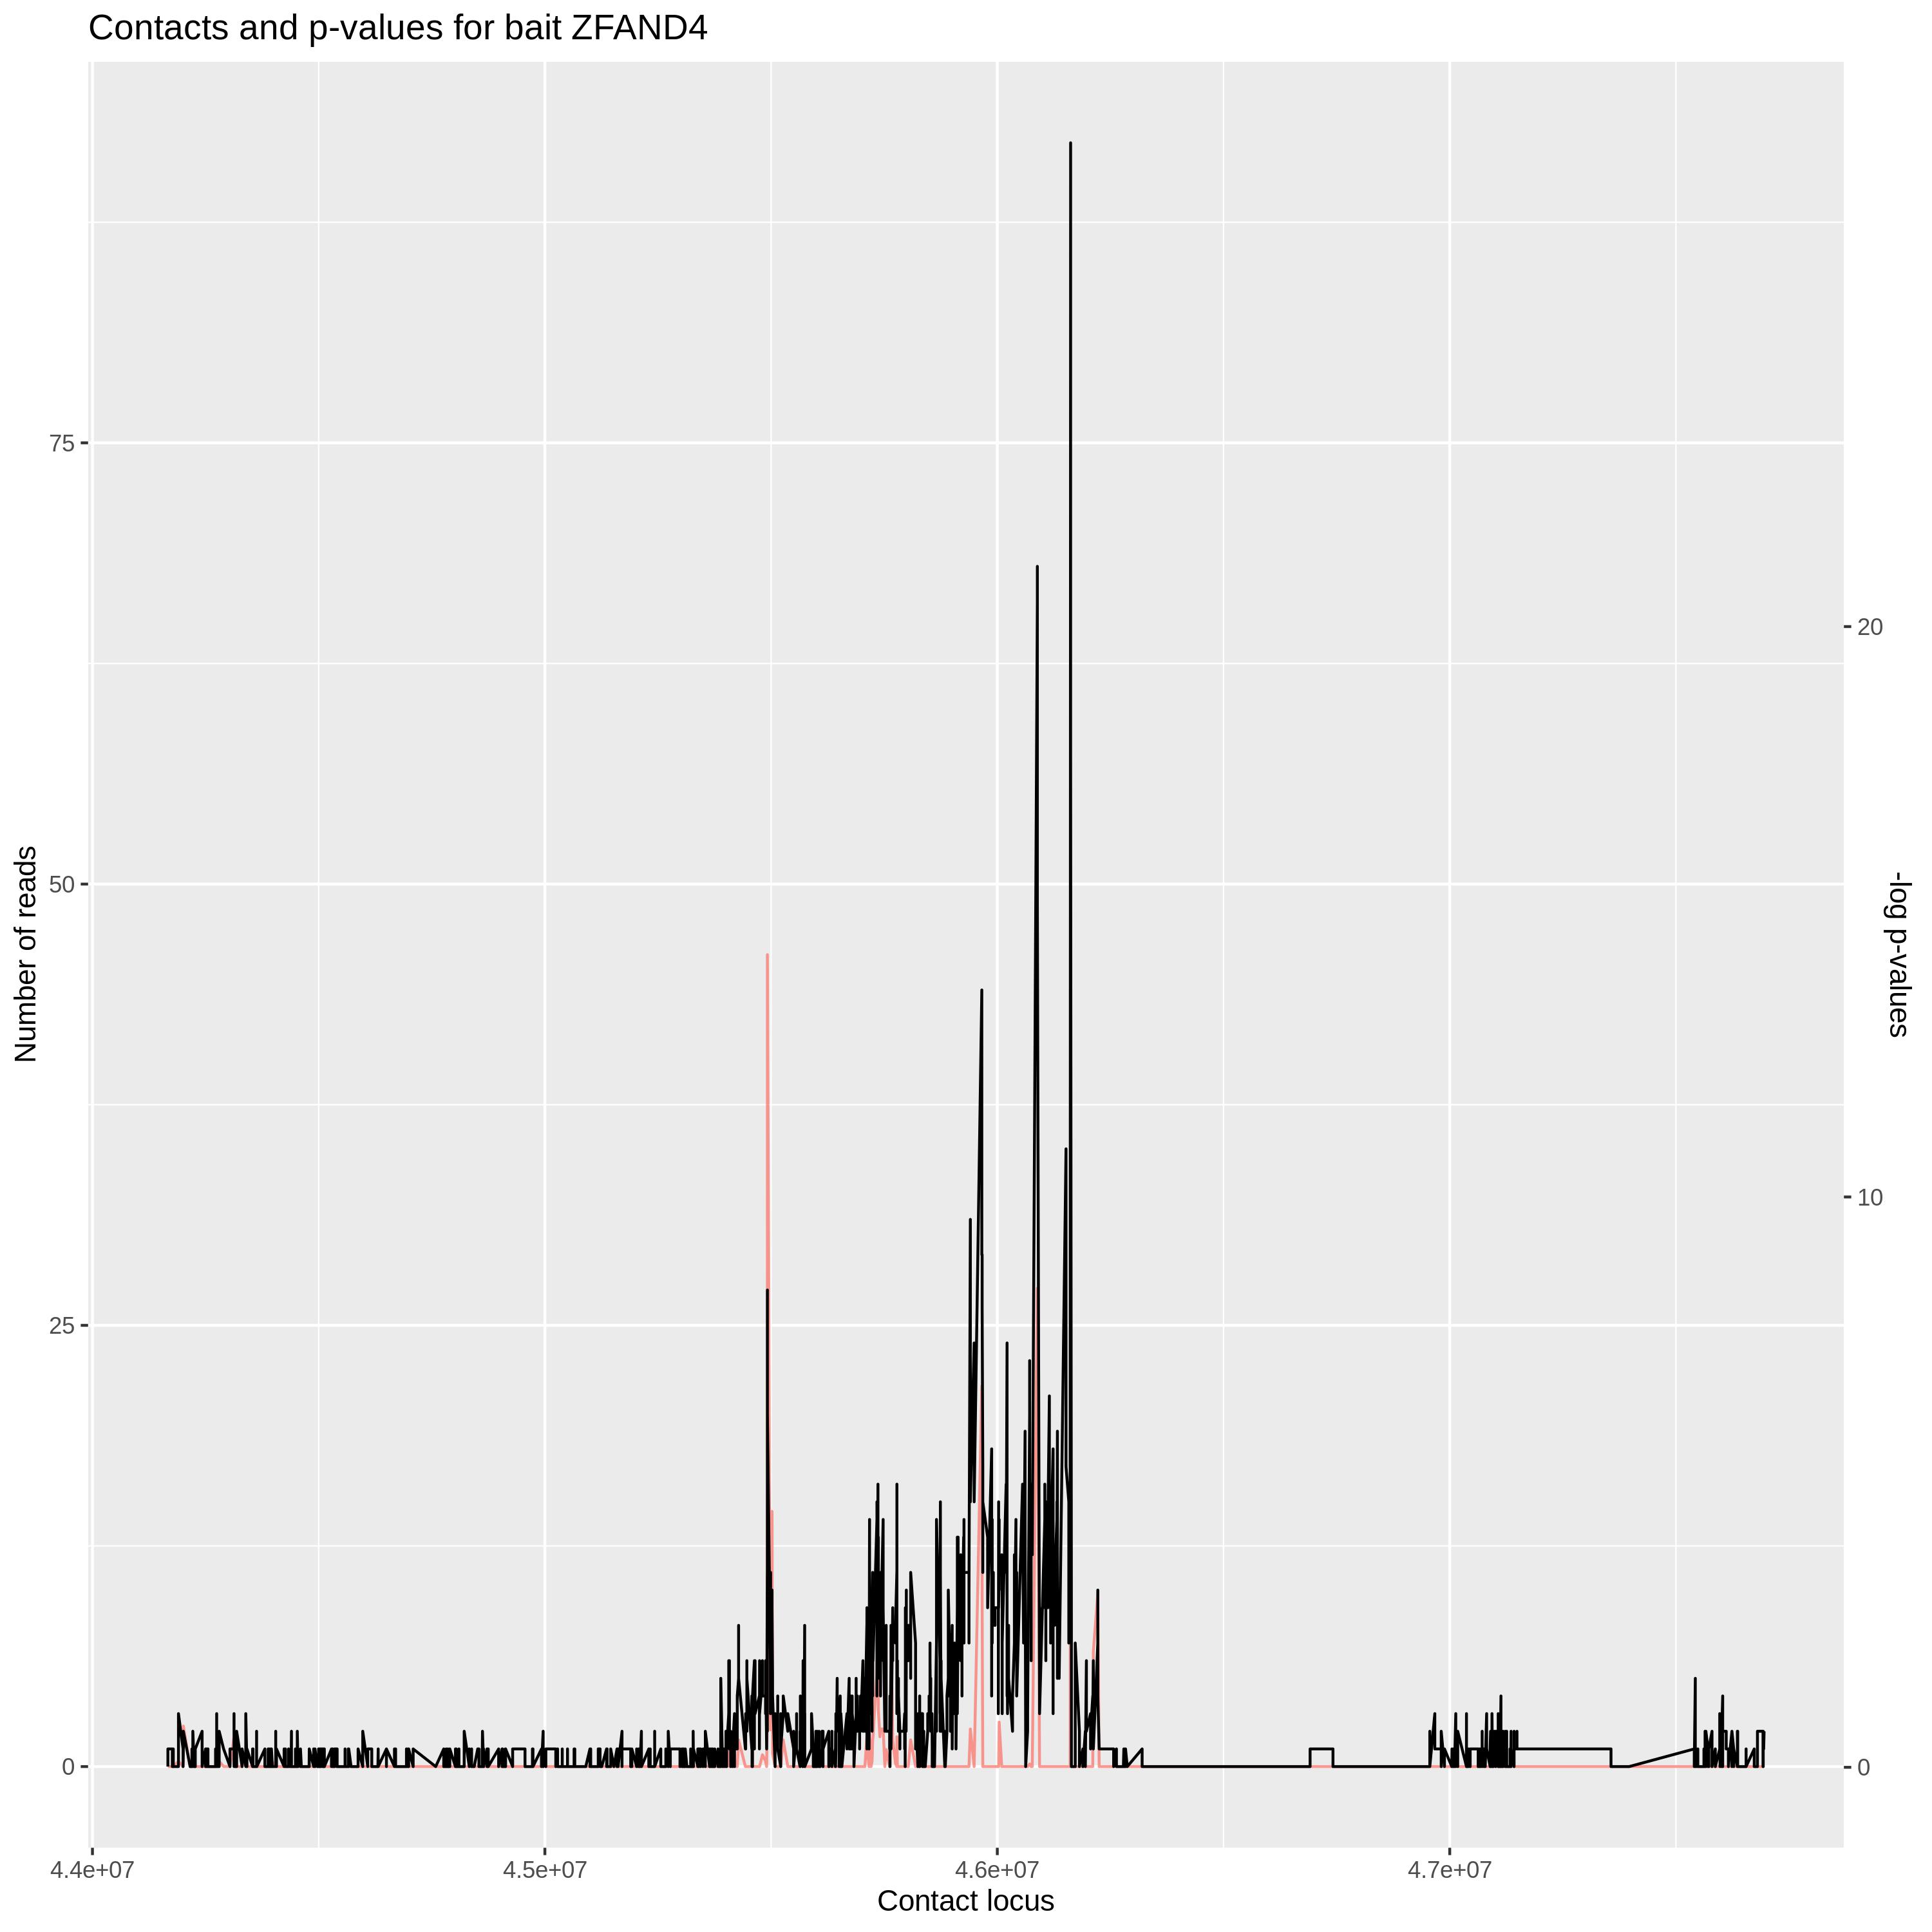 Contacts and p-values for bait ZFAND4
75
50
25
0
Number of reads
20
10
0
-log p-values
4.4e+07
4.5e+07
4.6e+07
4.7e+07
Contact locus